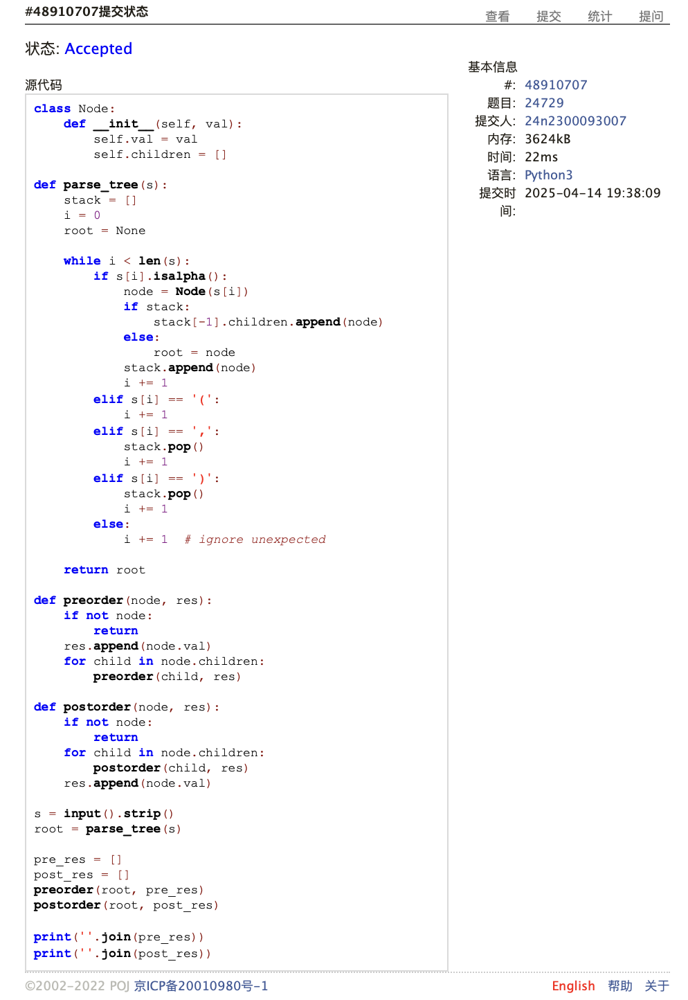 #48910707提交状态
查看 提交 统计 提问
状态: Accepted
源代码
class Node:
    def __init__(self, val):
        self.val = val
        self.children = []

def parse_tree(s):
    stack = []
    i = 0
    root = None

    while i < len(s):
        if s[i].isalpha():
            node = Node(s[i])
            if stack:
                stack[-1].children.append(node)
            else:
                root = node
            stack.append(node)
            i += 1
        elif s[i] == '(':
            i += 1
        elif s[i] == ',':
            stack.pop()
            i += 1
        elif s[i] == ')':
            stack.pop()
            i += 1
        else:
            i += 1  # ignore unexpected

    return root

def preorder(node, res):
    if not node:
        return
    res.append(node.val)
    for child in node.children:
        preorder(child, res)

def postorder(node, res):
    if not node:
        return
    for child in node.children:
        postorder(child, res)
    res.append(node.val)

s = input().strip()
root = parse_tree(s)

pre_res = []
post_res = []
preorder(root, pre_res)
postorder(root, post_res)

print(''.join(pre_res))
print(''.join(post_res))
基本信息
#: 48910707
题目: 24729
提交人: 24n2300093007
内存: 3624kB
时间: 22ms
语言: Python3
提交时 2025-04-14 19:38:09
间:
©2002-2022 POJ 京ICP备20010980号-1
English 帮助 关于